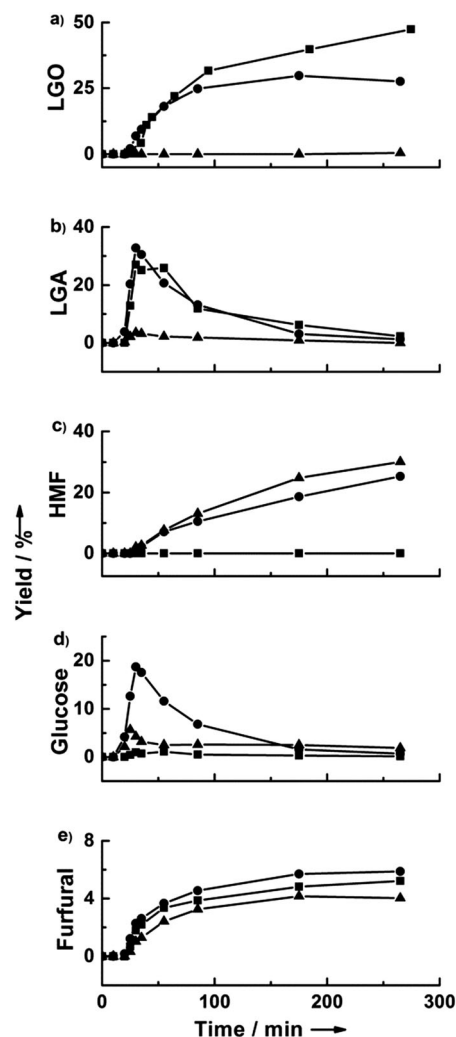 a)
50
25
0
LGO
b)
40
20
0
LGA
c)
40
20
0
HMF
Yield / %
d)
20
10
0
Glucose
e)
8
4
0
Furfural
0 100 200 300
Time / min